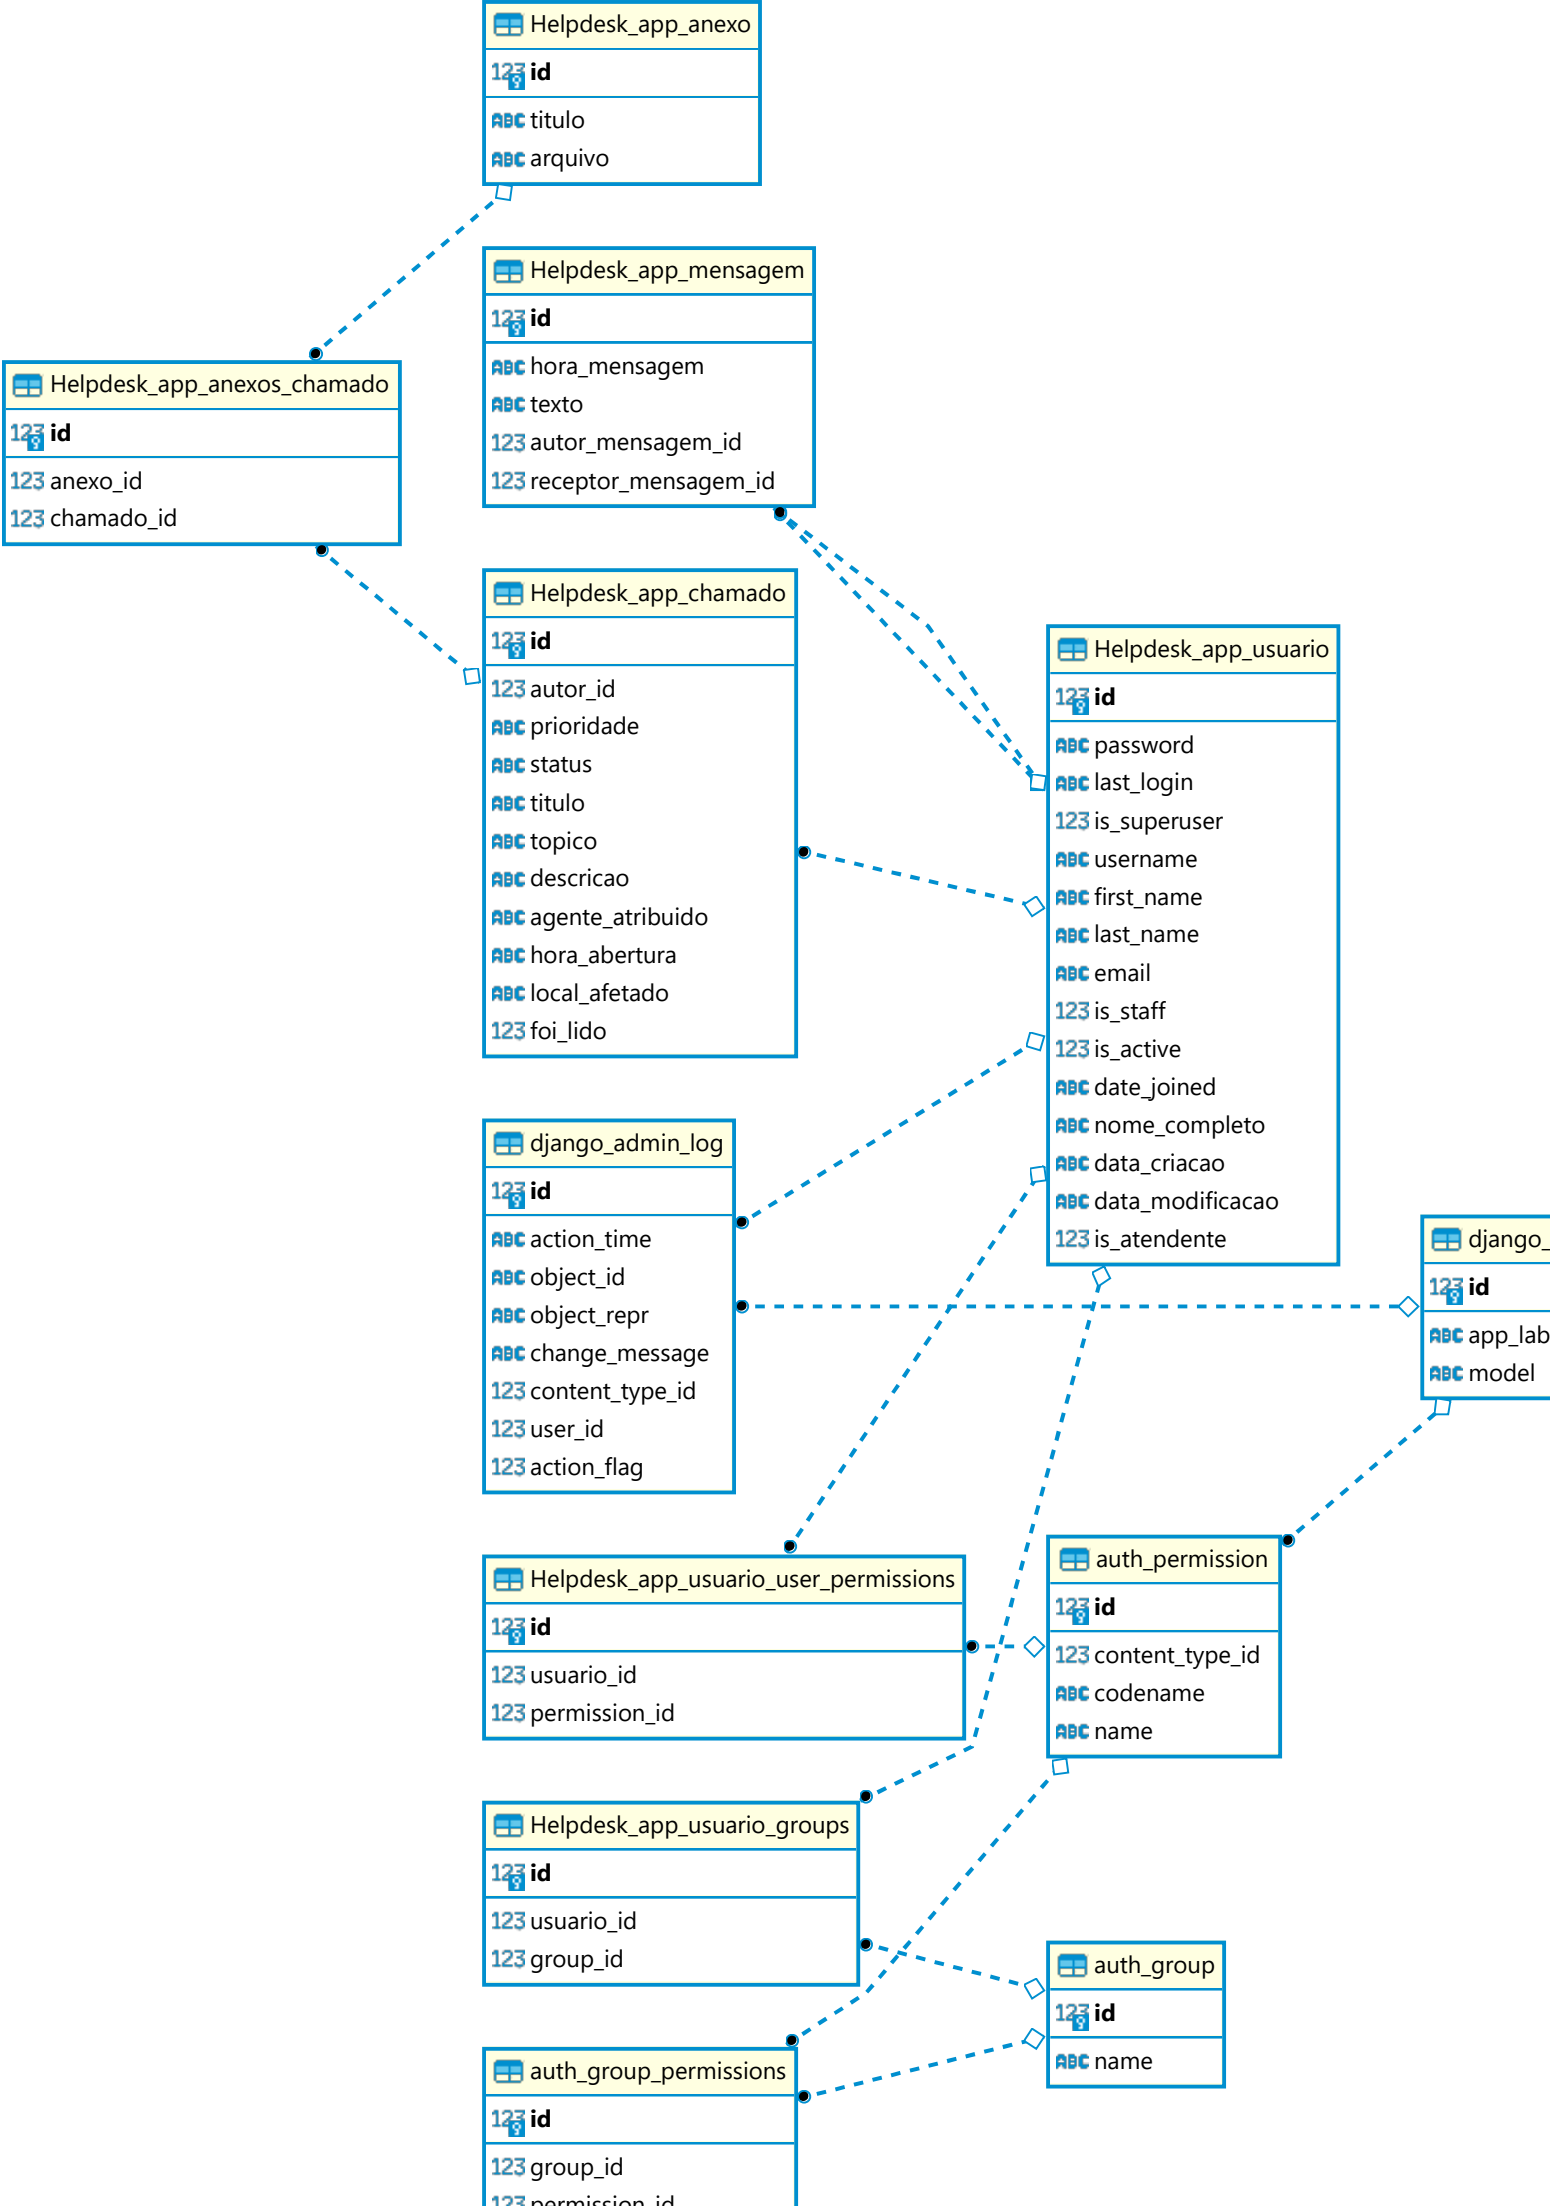 Helpdesk_app_anexo
id
titulo
arquivo
Helpdesk_app_mensagem
id
hora_mensagem
texto
autor_mensagem_id
receptor_mensagem_id
Helpdesk_app_anexos_chamado
id
anexo_id
chamado_id
Helpdesk_app_chamado
id
autor_id
prioridade
status
titulo
topico
descricao
agente_atribuido
hora_abertura
local_afetado
foi_lido
Helpdesk_app_usuario
id
password
last_login
is_superuser
username
first_name
last_name
email
is_staff
is_active
date_joined
nome_completo
data_criacao
data_modificacao
is_atendente
django_admin_log
id
action_time
object_id
object_repr
change_message
content_type_id
user_id
action_flag
django_
id
app_lab
model
Helpdesk_app_usuario_user_permissions
id
usuario_id
permission_id
auth_permission
id
content_type_id
codename
name
Helpdesk_app_usuario_groups
id
usuario_id
group_id
auth_group
id
name
auth_group_permissions
id
group_id
permission_id